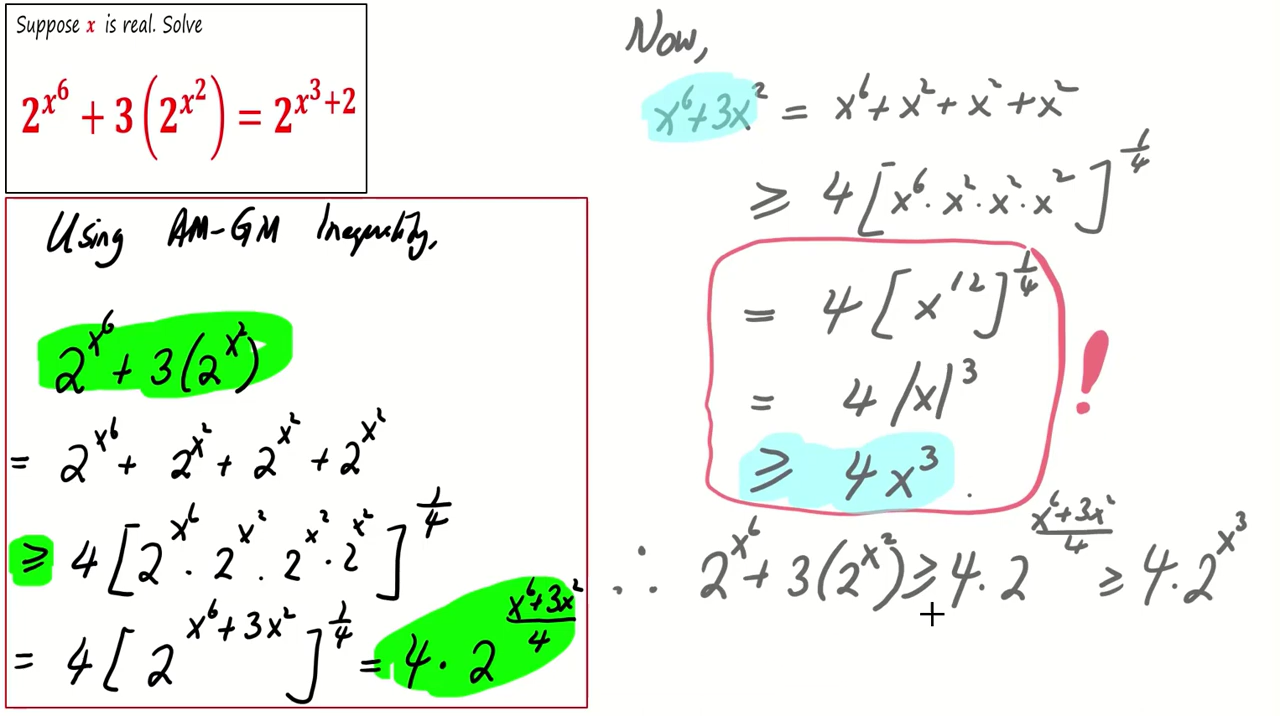 Suppose x is real. Solve
2^{x^6} + 3(2^{x^2}) = 2^{x^3+2}
Using AM-GM Inequality,
2^{x^6} + 3(2^{x^2})
= 2^{x^6} + 2^{x^2} + 2^{x^2} + 2^{x^2}
≥ 4[2^{x^6} · 2^{x^2} · 2^{x^2} · 2^{x^2}]^{1/4}
= 4[2^{x^6+3x^2}]^{1/4} = 4 · 2^{(x^6+3x^2)/4}
Now,
x^6+3x^2 = x^6+x^2+x^2+x^2
≥ 4[x^6 · x^2 · x^2 · x^2]^{1/4}
= 4[x^{12}]^{1/4}
= 4|x|^3 !
≥ 4x^3.
∴ 2^{x^6} + 3(2^{x^2}) ≥ 4 · 2^{(x^6+3x^2)/4} ≥ 4 · 2^{x^3}